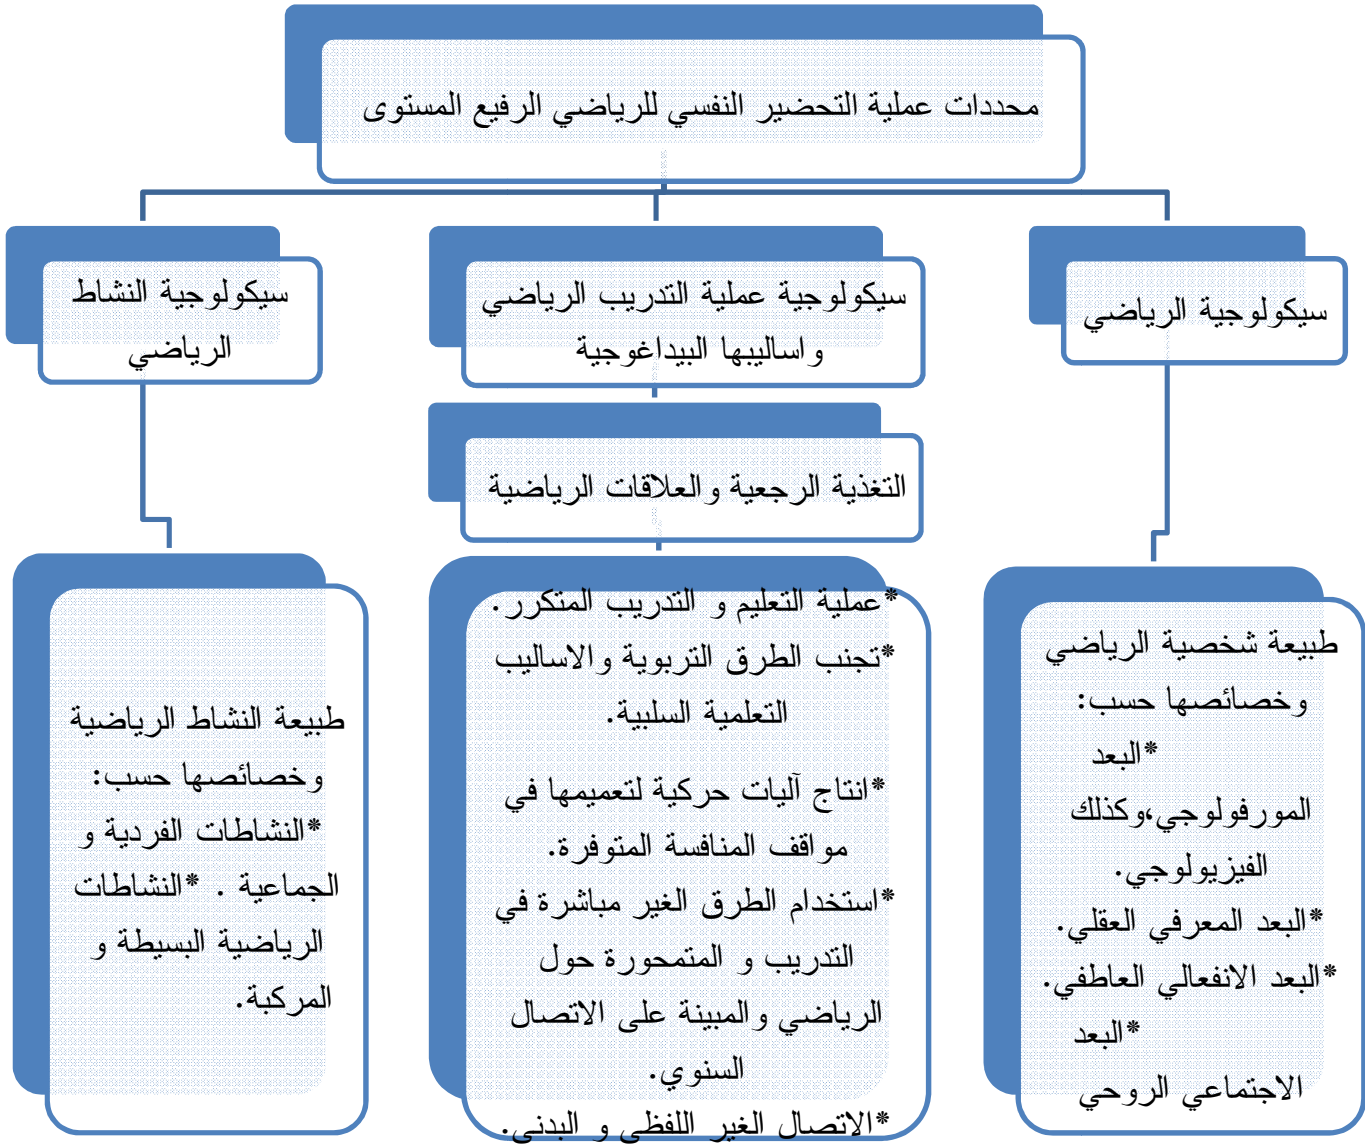 محددات عملية التحضير النفسي للرياضي الرفيع المستوى
سيكولوجية الرياضي
سيكولوجية عملية التدريب الرياضي
واساليبها البيداغوجية
سيكولوجية النشاط
الرياضي
التغذية الرجعية والعلاقات الرياضية
طبيعة شخصية الرياضي
وخصائصها حسب:
*البعد
المورفولوجي،وكذلك
الفيزيولوجي.
*البعد المعرفي العقلي.
*البعد الانفعالي العاطفي.
*البعد
الاجتماعي الروحي
*عملية التعليم و التدريب المتكرر.
*تجنب الطرق التربوية والاساليب
التعلمية السلبية.
*انتاج آليات حركية لتعميمها في
مواقف المنافسة المتوفرة.
*استخدام الطرق الغير مباشرة في
التدريب و المتمحورة حول
الرياضي والمبينة على الاتصال
السنوي.
*الاتصال الغير اللفظي و البدني.
طبيعة النشاط الرياضية
وخصائصها حسب:
*النشاطات الفردية و
الجماعية . *النشاطات
الرياضية البسيطة و
المركبة.